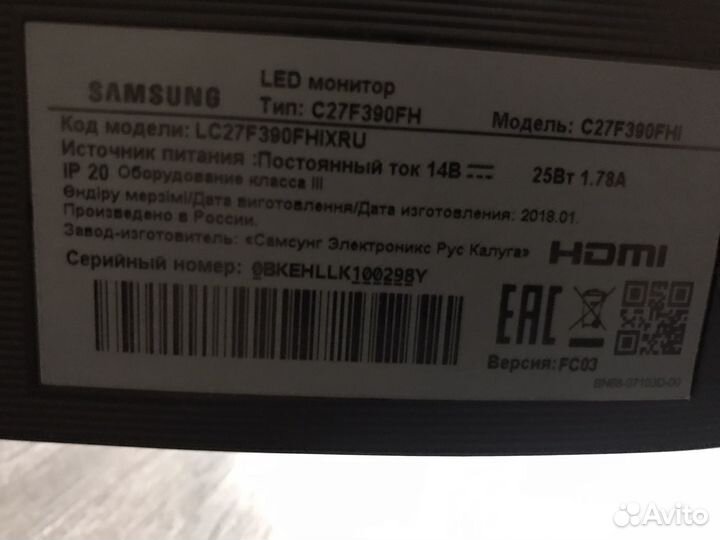 SAMSUNG
LED монитор
Тип: C27F390FH
Модель: C27F390FHI
Код модели: LC27F390FHIXRU
Источник питания :Постоянный ток 14В 25Вт 1.78A
IP 20 Оборудование класса III
Өндіру мерзімі/Дата виготовлення/Дата изготовления: 2018.01.
Произведено в России.
Завод-изготовитель: «Самсунг Электроникс Рус Калуга»
HDMI
Серийный номер: 0BKEHLLK100298Y
EAC
Версия: FC03
BN68-07103D-00
Avito